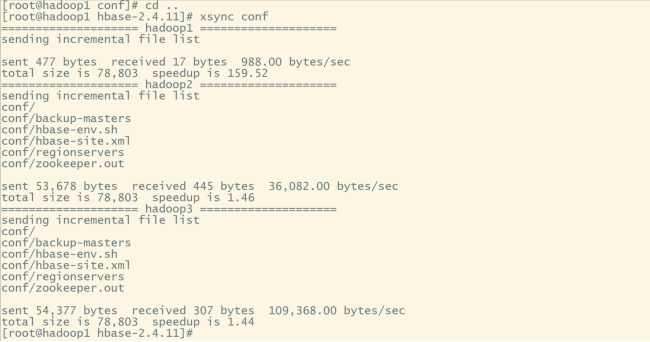 [root@hadoop1 conf]# cd ..
[root@hadoop1 hbase-2.4.11]# xsync conf
==================== hadoop1 ====================
sending incremental file list

sent 477 bytes  received 17 bytes  988.00 bytes/sec
total size is 78,803  speedup is 159.52
==================== hadoop2 ====================
sending incremental file list
conf/
conf/backup-masters
conf/hbase-env.sh
conf/hbase-site.xml
conf/regionservers
conf/zookeeper.out

sent 53,678 bytes  received 445 bytes  36,082.00 bytes/sec
total size is 78,803  speedup is 1.46
==================== hadoop3 ====================
sending incremental file list
conf/
conf/backup-masters
conf/hbase-env.sh
conf/hbase-site.xml
conf/regionservers
conf/zookeeper.out

sent 54,377 bytes  received 307 bytes  109,368.00 bytes/sec
total size is 78,803  speedup is 1.44
[root@hadoop1 hbase-2.4.11]#